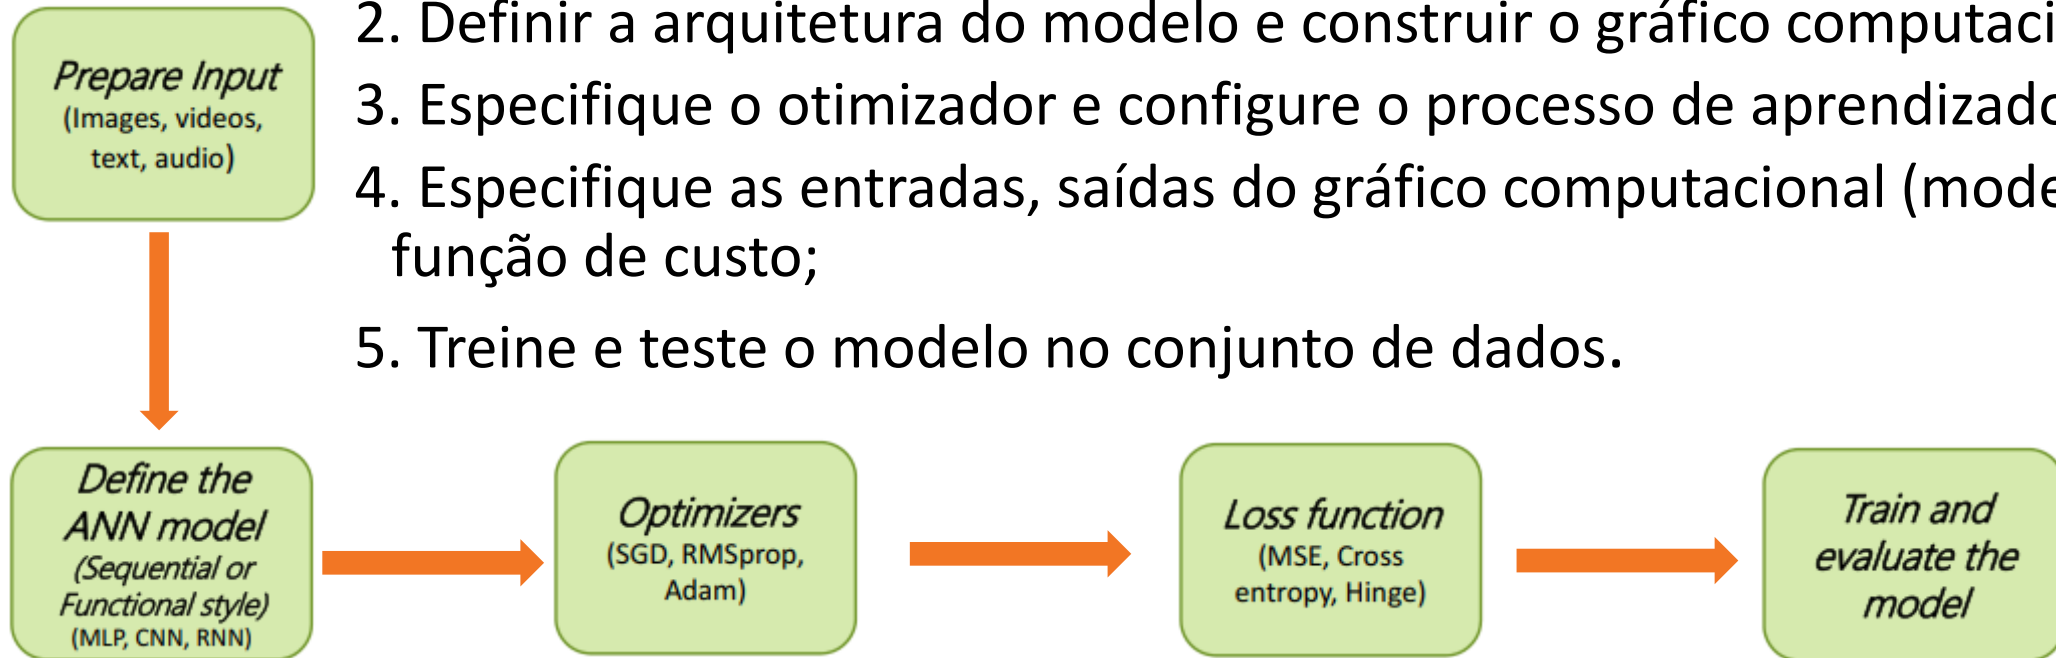 2. Definir a arquitetura do modelo e construir o gráfico
3. Especifique o otimizador e configure o processo de
4. Especifique as entradas, saídas do gráfico computacional
função de custo;
5. Treine e teste o modelo no conjunto de dados.
Prepare Input
(Images, videos,
text, audio)
Define the
ANN model
(Sequential or
Functional style)
(MLP, CNN, RNN)
Optimizers
(SGD, RMSprop,
Adam)
Loss function
(MSE, Cross
entropy, Hinge)
Train and
evaluate the
model